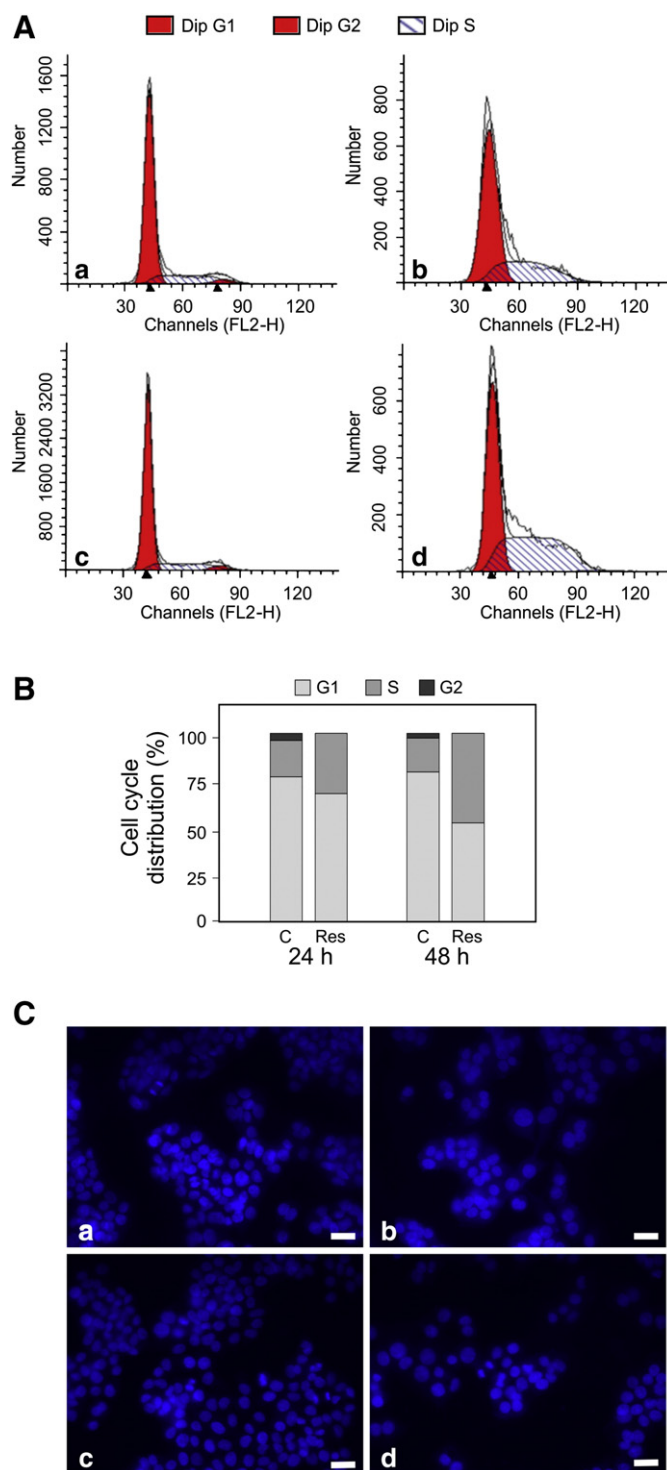 A
Dip G1 Dip G2 Dip S
1600
1200
800
400
Number
a
30 60 90 120
Channels (FL2-H)
800
600
400
200
Number
b
30 60 90 120
Channels (FL2-H)
3200
2400
1600
800
Number
c
30 60 90 120
Channels (FL2-H)
600
400
200
Number
d
30 60 90 120
Channels (FL2-H)
B
G1 S G2
100
75
50
25
0
Cell cycle
distribution (%)
C Res C Res
24 h 48 h
C
a
b
c
d